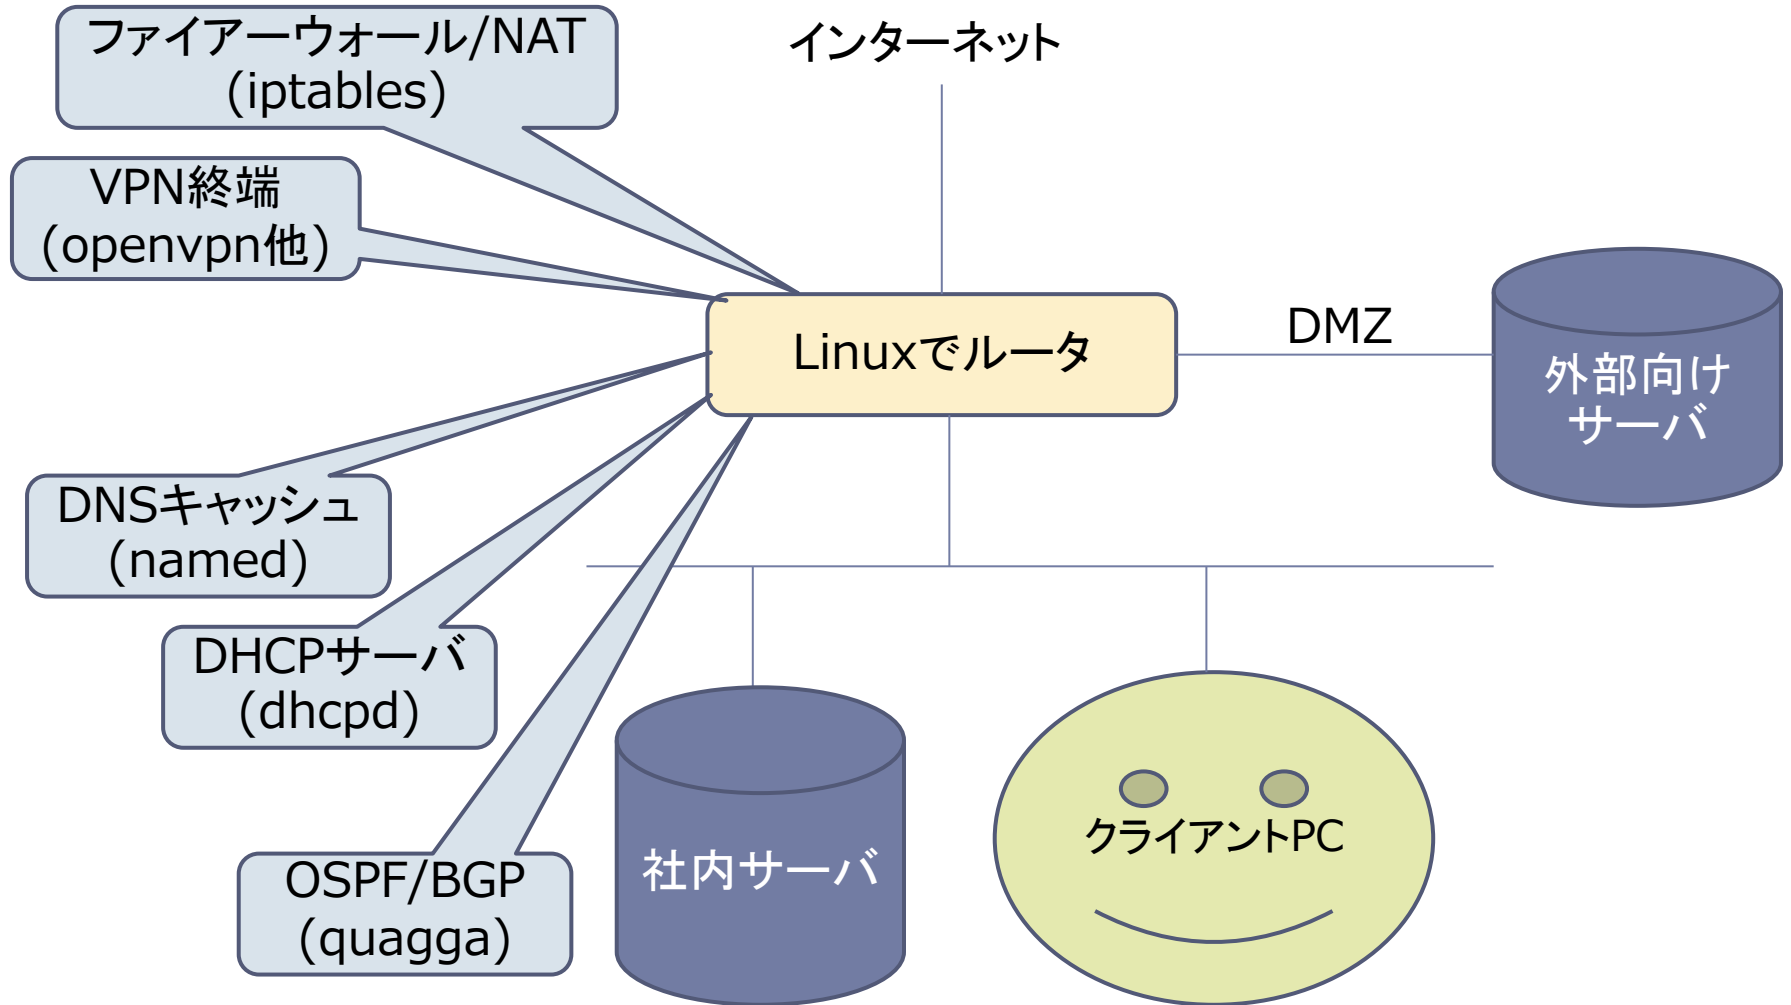 ファイアーウォール/NAT
(iptables)
インターネット
VPN終端
(openvpn他)
Linuxでルータ
DMZ
外部向け
サーバ
DNSキャッシュ
(named)
DHCPサーバ
(dhcpd)
OSPF/BGP
(quagga)
社内サーバ
クライアントPC